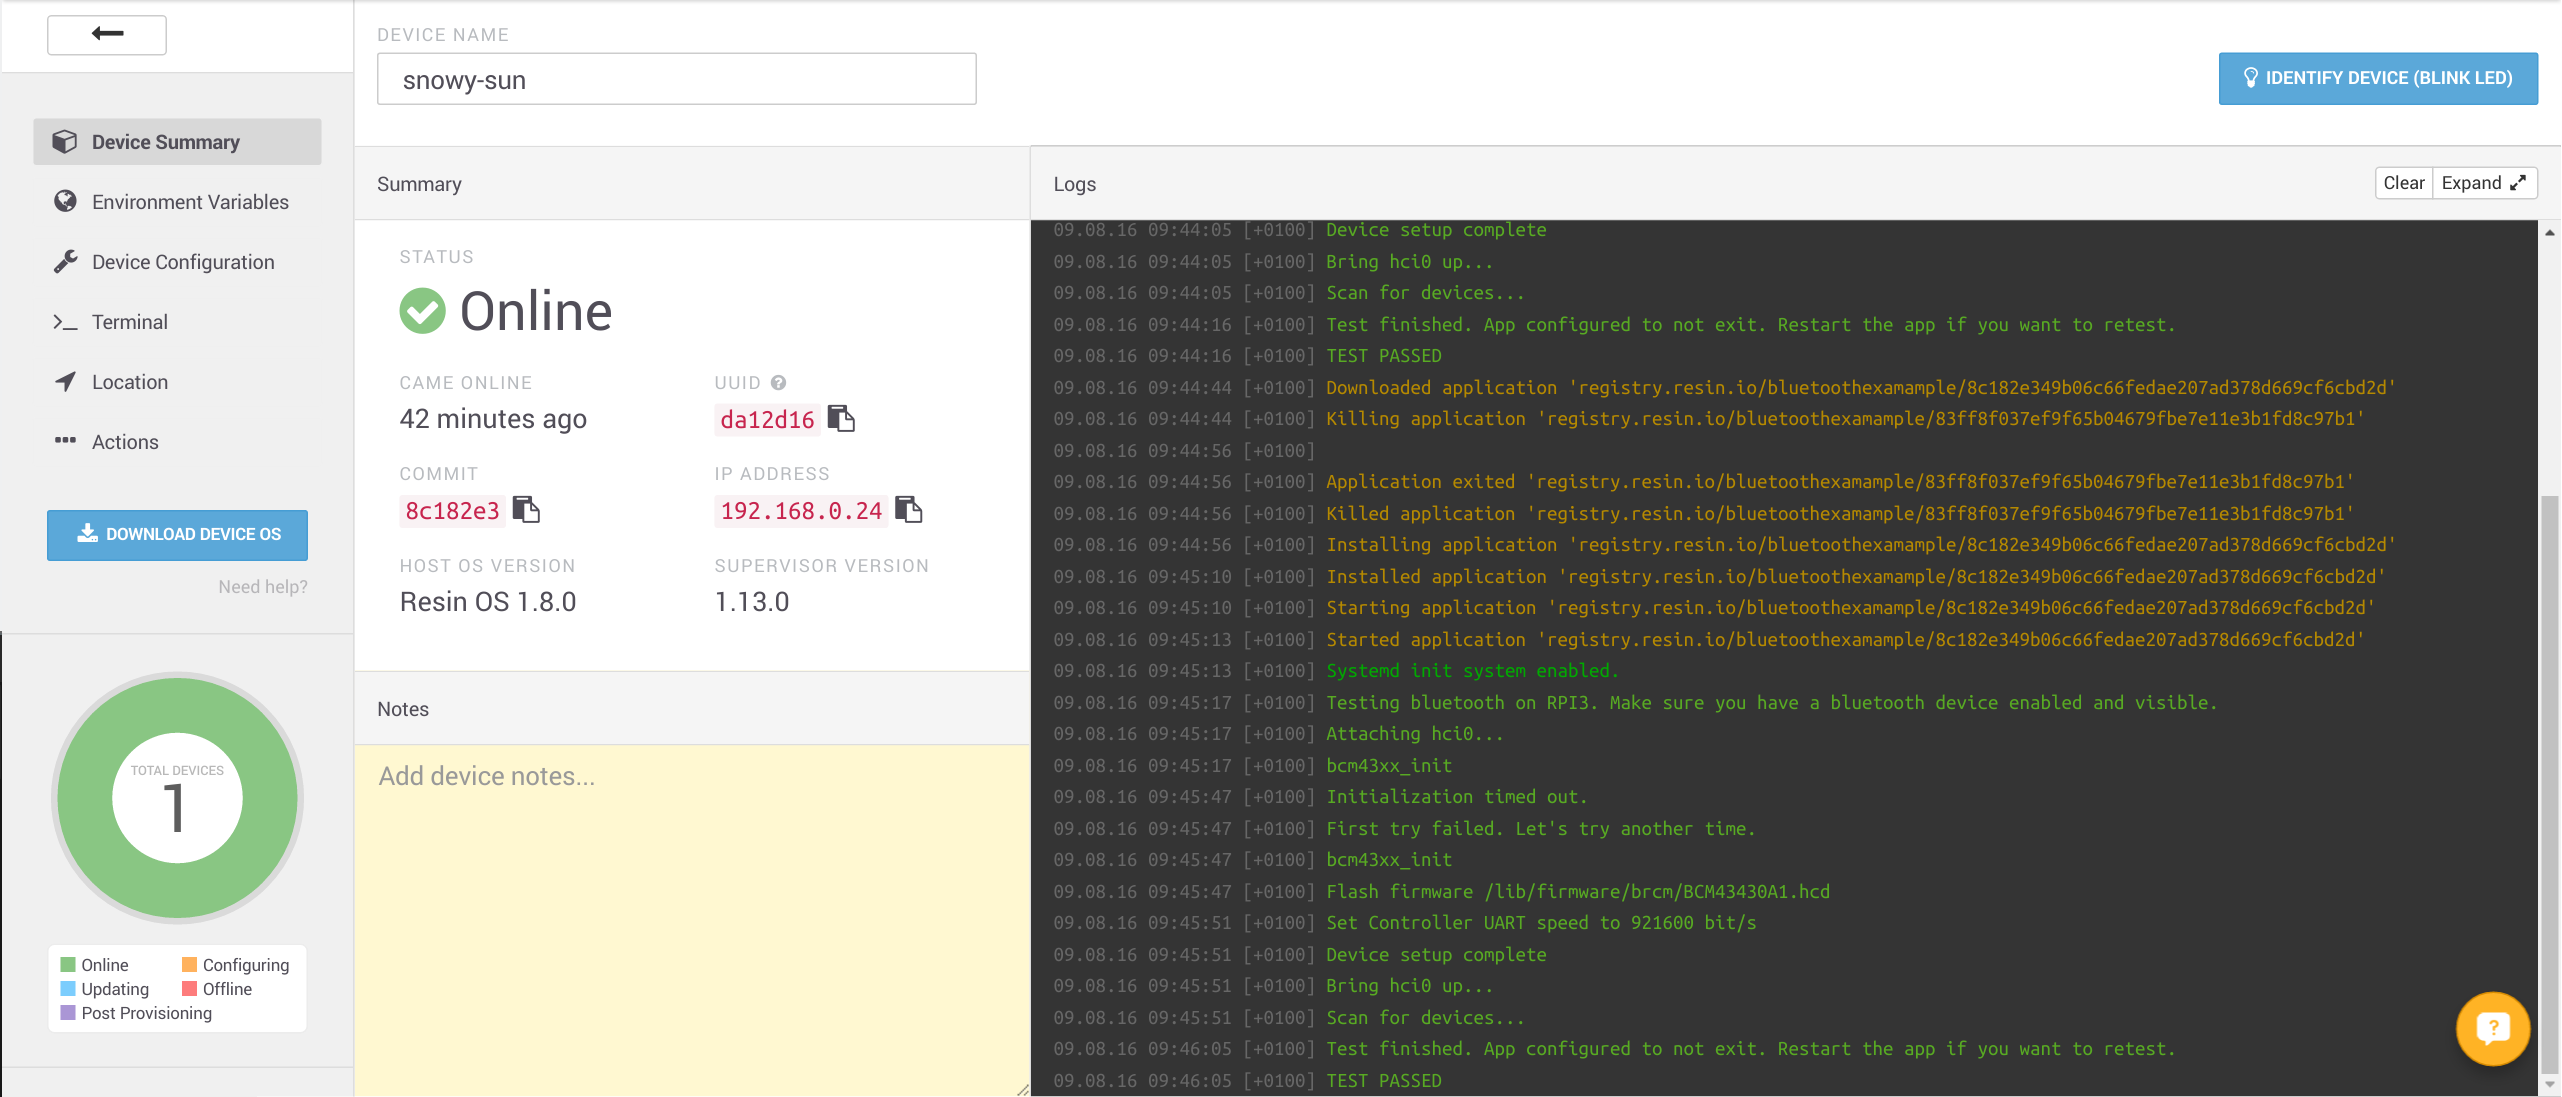 DEVICE NAME
snowy-sun
IDENTIFY DEVICE (BLINK LED)
Device Summary
Environment Variables
Device Configuration
Terminal
Location
Actions
DOWNLOAD DEVICE OS
Need help?
TOTAL DEVICES
1
Online
Configuring
Updating
Offline
Post Provisioning
Summary
STATUS
Online
CAME ONLINE
42 minutes ago
UUID
da12d16
COMMIT
8c182e3
IP ADDRESS
192.168.0.24
HOST OS VERSION
Resin OS 1.8.0
SUPERVISOR VERSION
1.13.0
Notes
Add device notes...
Logs
Clear
Expand
09.08.16 09:44:05 [+0100] Device setup complete
09.08.16 09:44:05 [+0100] Bring hci0 up...
09.08.16 09:44:05 [+0100] Scan for devices...
09.08.16 09:44:16 [+0100] Test finished. App configured to not exit. Restart the app if you want to retest.
09.08.16 09:44:16 [+0100] TEST PASSED
09.08.16 09:44:44 [+0100] Downloaded application 'registry.resin.io/bluetoothexamample/8c182e349b06c66fedae207ad378d669cf6cbd2d'
09.08.16 09:44:44 [+0100] Killing application 'registry.resin.io/bluetoothexamample/83ff8f037ef9f65b04679fbe7e11e3b1fd8c97b1'
09.08.16 09:44:56 [+0100]
09.08.16 09:44:56 [+0100] Application exited 'registry.resin.io/bluetoothexamample/83ff8f037ef9f65b04679fbe7e11e3b1fd8c97b1'
09.08.16 09:44:56 [+0100] Killed application 'registry.resin.io/bluetoothexamample/83ff8f037ef9f65b04679fbe7e11e3b1fd8c97b1'
09.08.16 09:44:56 [+0100] Installing application 'registry.resin.io/bluetoothexamample/8c182e349b06c66fedae207ad378d669cf6cbd2d'
09.08.16 09:45:10 [+0100] Installed application 'registry.resin.io/bluetoothexamample/8c182e349b06c66fedae207ad378d669cf6cbd2d'
09.08.16 09:45:10 [+0100] Starting application 'registry.resin.io/bluetoothexamample/8c182e349b06c66fedae207ad378d669cf6cbd2d'
09.08.16 09:45:13 [+0100] Started application 'registry.resin.io/bluetoothexamample/8c182e349b06c66fedae207ad378d669cf6cbd2d'
09.08.16 09:45:13 [+0100] Systemd init system enabled.
09.08.16 09:45:17 [+0100] Testing bluetooth on RPI3. Make sure you have a bluetooth device enabled and visible.
09.08.16 09:45:17 [+0100] Attaching hci0...
09.08.16 09:45:17 [+0100] bcm43xx_init
09.08.16 09:45:47 [+0100] Initialization timed out.
09.08.16 09:45:47 [+0100] First try failed. Let's try another time.
09.08.16 09:45:47 [+0100] bcm43xx_init
09.08.16 09:45:47 [+0100] Flash firmware /lib/firmware/brcm/BCM43430A1.hcd
09.08.16 09:45:51 [+0100] Set Controller UART speed to 921600 bit/s
09.08.16 09:45:51 [+0100] Device setup complete
09.08.16 09:45:51 [+0100] Bring hci0 up...
09.08.16 09:45:51 [+0100] Scan for devices...
09.08.16 09:46:05 [+0100] Test finished. App configured to not exit. Restart the app if you want to retest.
09.08.16 09:46:05 [+0100] TEST PASSED